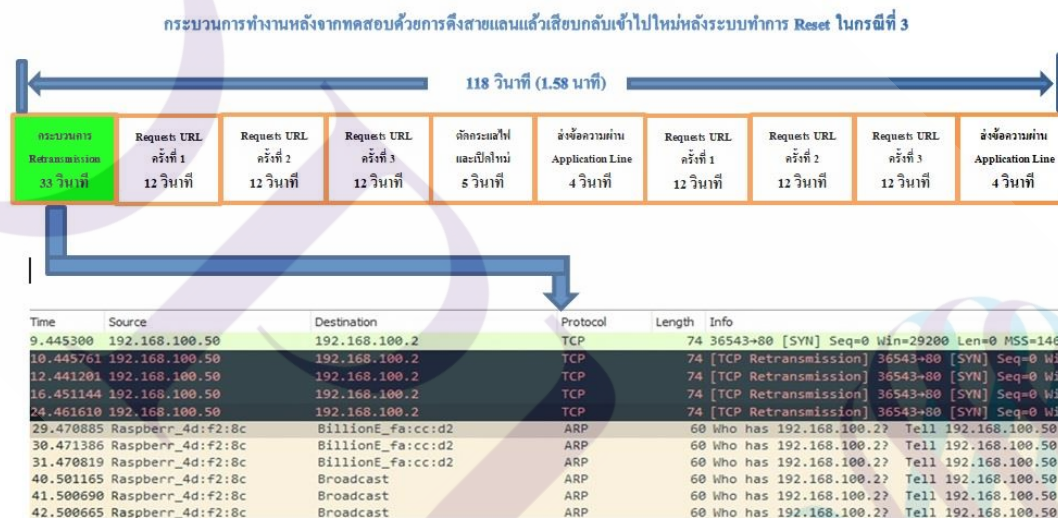 กระบวนการทำงานหลังจากทดสอบด้วยการดึงสายแลนแล้วเสียบกลับเข้าไปใหม่หลังระบบทำการ Reset ในกรณีที่ 3
118 วินาที (1.58 นาที)
กระบวนการ
Retransmission
33 วินาที
Requests URL
ครั้งที่ 1
12 วินาที
Requests URL
ครั้งที่ 2
12 วินาที
Requests URL
ครั้งที่ 3
12 วินาที
ตัดกระแสไฟ
และเปิดใหม่
5 วินาที
ส่งข้อความผ่าน
Application Line
4 วินาที
Requests URL
ครั้งที่ 1
12 วินาที
Requests URL
ครั้งที่ 2
12 วินาที
Requests URL
ครั้งที่ 3
12 วินาที
ส่งข้อความผ่าน
Application Line
4 วินาที
Time Source Destination Protocol Length Info
9.445300 192.168.100.50 192.168.100.2 TCP 74 36543→80 [SYN] Seq=0 Win=29200 Len=0 MSS=146
10.445761 192.168.100.50 192.168.100.2 TCP 74 [TCP Retransmission] 36543→80 [SYN] Seq=0 Wi
12.441201 192.168.100.50 192.168.100.2 TCP 74 [TCP Retransmission] 36543→80 [SYN] Seq=0 Wi
16.451144 192.168.100.50 192.168.100.2 TCP 74 [TCP Retransmission] 36543→80 [SYN] Seq=0 Wi
24.461610 192.168.100.50 192.168.100.2 TCP 74 [TCP Retransmission] 36543→80 [SYN] Seq=0 Wi
29.470885 Raspberr_4d:f2:8c BillionE_fa:cc:d2 ARP 60 Who has 192.168.100.2? Tell 192.168.100.50
30.471386 Raspberr_4d:f2:8c BillionE_fa:cc:d2 ARP 60 Who has 192.168.100.2? Tell 192.168.100.50
31.470819 Raspberr_4d:f2:8c BillionE_fa:cc:d2 ARP 60 Who has 192.168.100.2? Tell 192.168.100.50
40.501165 Raspberr_4d:f2:8c Broadcast ARP 60 Who has 192.168.100.2? Tell 192.168.100.50
41.500690 Raspberr_4d:f2:8c Broadcast ARP 60 Who has 192.168.100.2? Tell 192.168.100.50
42.500665 Raspberr_4d:f2:8c Broadcast ARP 60 Who has 192.168.100.2? Tell 192.168.100.50